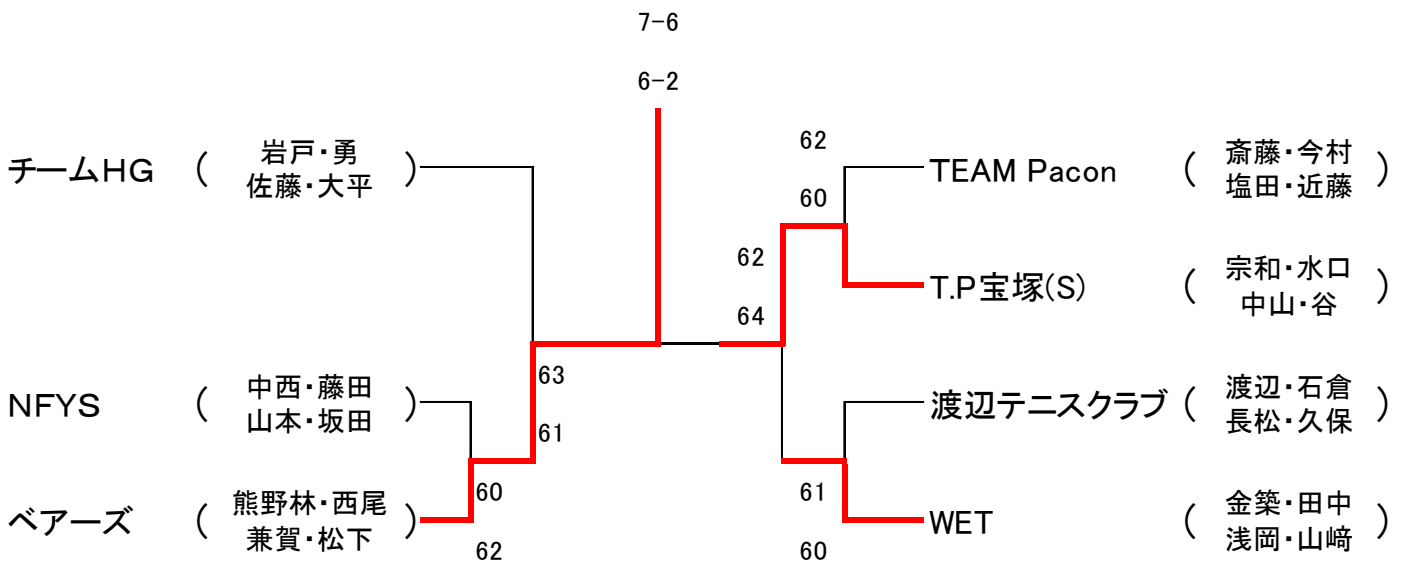 7-6
6-2
チームHG ( 岩戸・勇
佐藤・大平 )
NFYS ( 中西・藤田
山本・坂田 )
ベアーズ ( 熊野林・西尾
兼賀・松下 )
63
61
60
62
62
60
62
64
61
60
TEAM Pacon ( 斎藤・今村
塩田・近藤 )
T.P宝塚(S) ( 宗和・水口
中山・谷 )
渡辺テニスクラブ ( 渡辺・石倉
長松・久保 )
WET ( 金築・田中
浅岡・山﨑 )